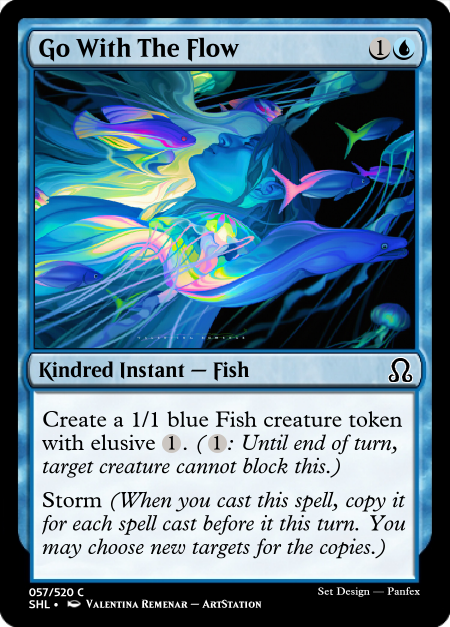 Go With The Flow 1
VALENTINA REMENAR
Kindred Instant — Fish
Create a 1/1 blue Fish creature token
with elusive 1. (1: Until end of turn,
target creature cannot block this.)
Storm (When you cast this spell, copy it
for each spell cast before it this turn. You
may choose new targets for the copies.)
057/520 C
Set Design — Panfex
SHL • Valentina Remenar — ArtStation